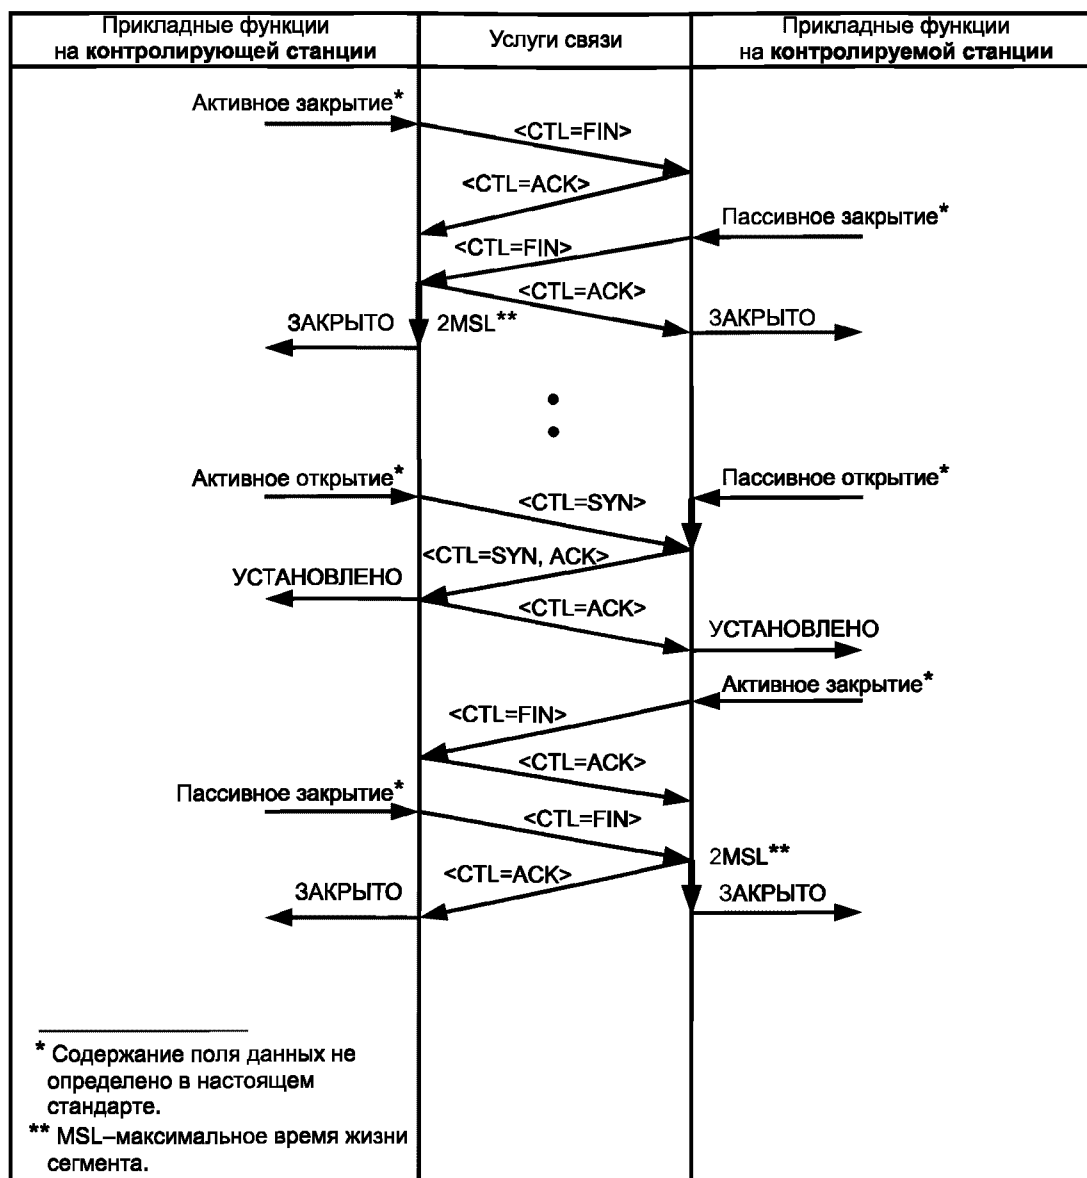 Прикладные функции
на контролирующей станции
Услуги связи
Прикладные функции
на контролируемой станции
Активное закрытие*
<CTL=FIN>
<CTL=ACK>
Пассивное закрытие*
<CTL=FIN>
<CTL=ACK>
ЗАКРЫТО
2MSL**
ЗАКРЫТО
Активное открытие*
Пассивное открытие*
<CTL=SYN>
<CTL=SYN, ACK>
УСТАНОВЛЕНО
<CTL=ACK>
УСТАНОВЛЕНО
Активное закрытие*
<CTL=FIN>
<CTL=ACK>
Пассивное закрытие*
<CTL=FIN>
2MSL**
<CTL=ACK>
ЗАКРЫТО
ЗАКРЫТО
* Содержание поля данных не
определено в настоящем
стандарте.
** MSL–максимальное время жизни
сегмента.